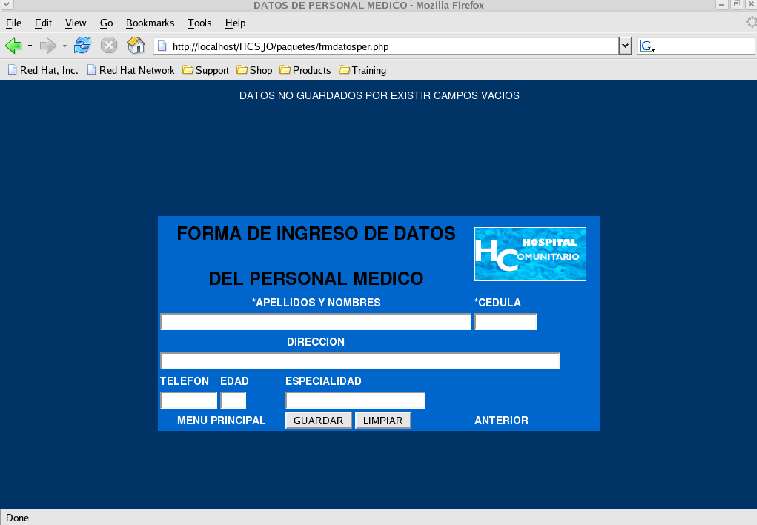 DATOS DE PERSONAL MEDICO - Mozilla Firefox
File Edit View Go Bookmarks Tools Help
http://localhost/HCSJO/paquetes/frmdatosper.php
Red Hat, Inc. Red Hat Network Support Shop Products Training
DATOS NO GUARDADOS POR EXISTIR CAMPOS VACIOS
FORMA DE INGRESO DE DATOS
DEL PERSONAL MEDICO
HOSPITAL
HC OMUNITARIO
*APELLIDOS Y NOMBRES *CEDULA
DIRECCION
TELEFON EDAD ESPECIALIDAD
MENU PRINCIPAL GUARDAR LIMPIAR ANTERIOR
Done